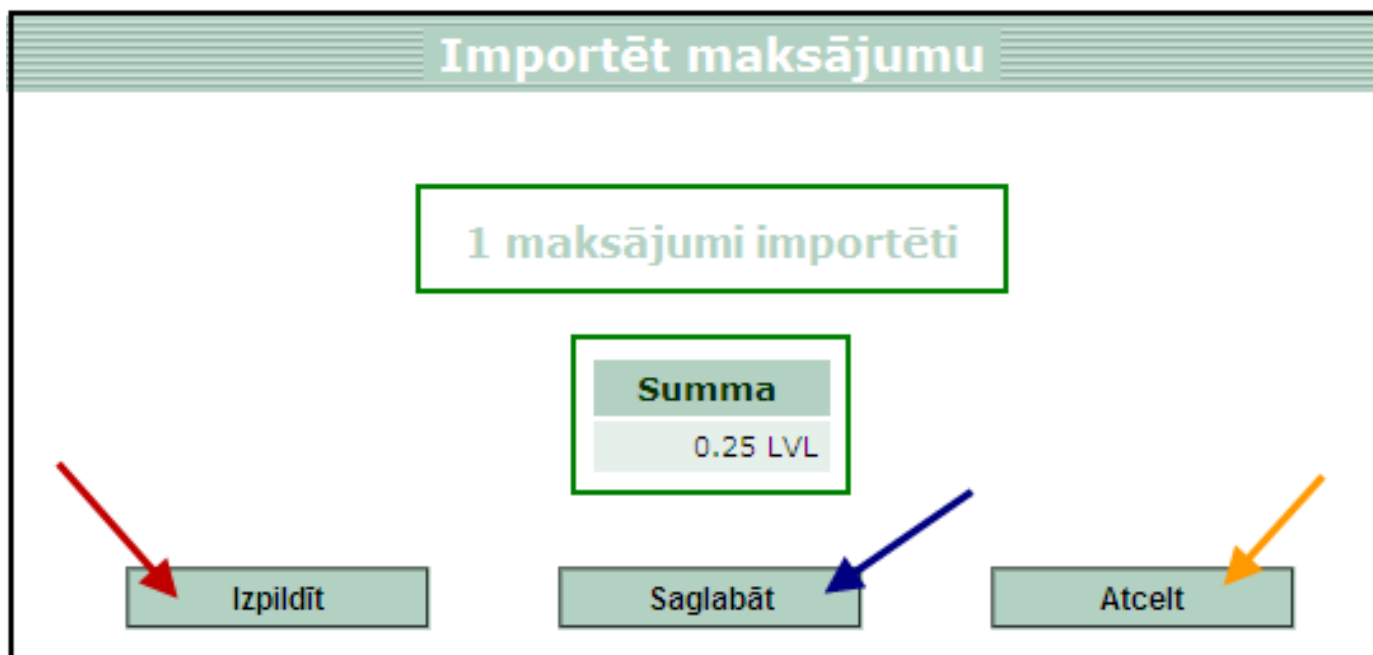 Importēt maksājumu
1 maksājumi importēti
Summa
0.25 LVL
Izpildīt
Saglabāt
Atcelt